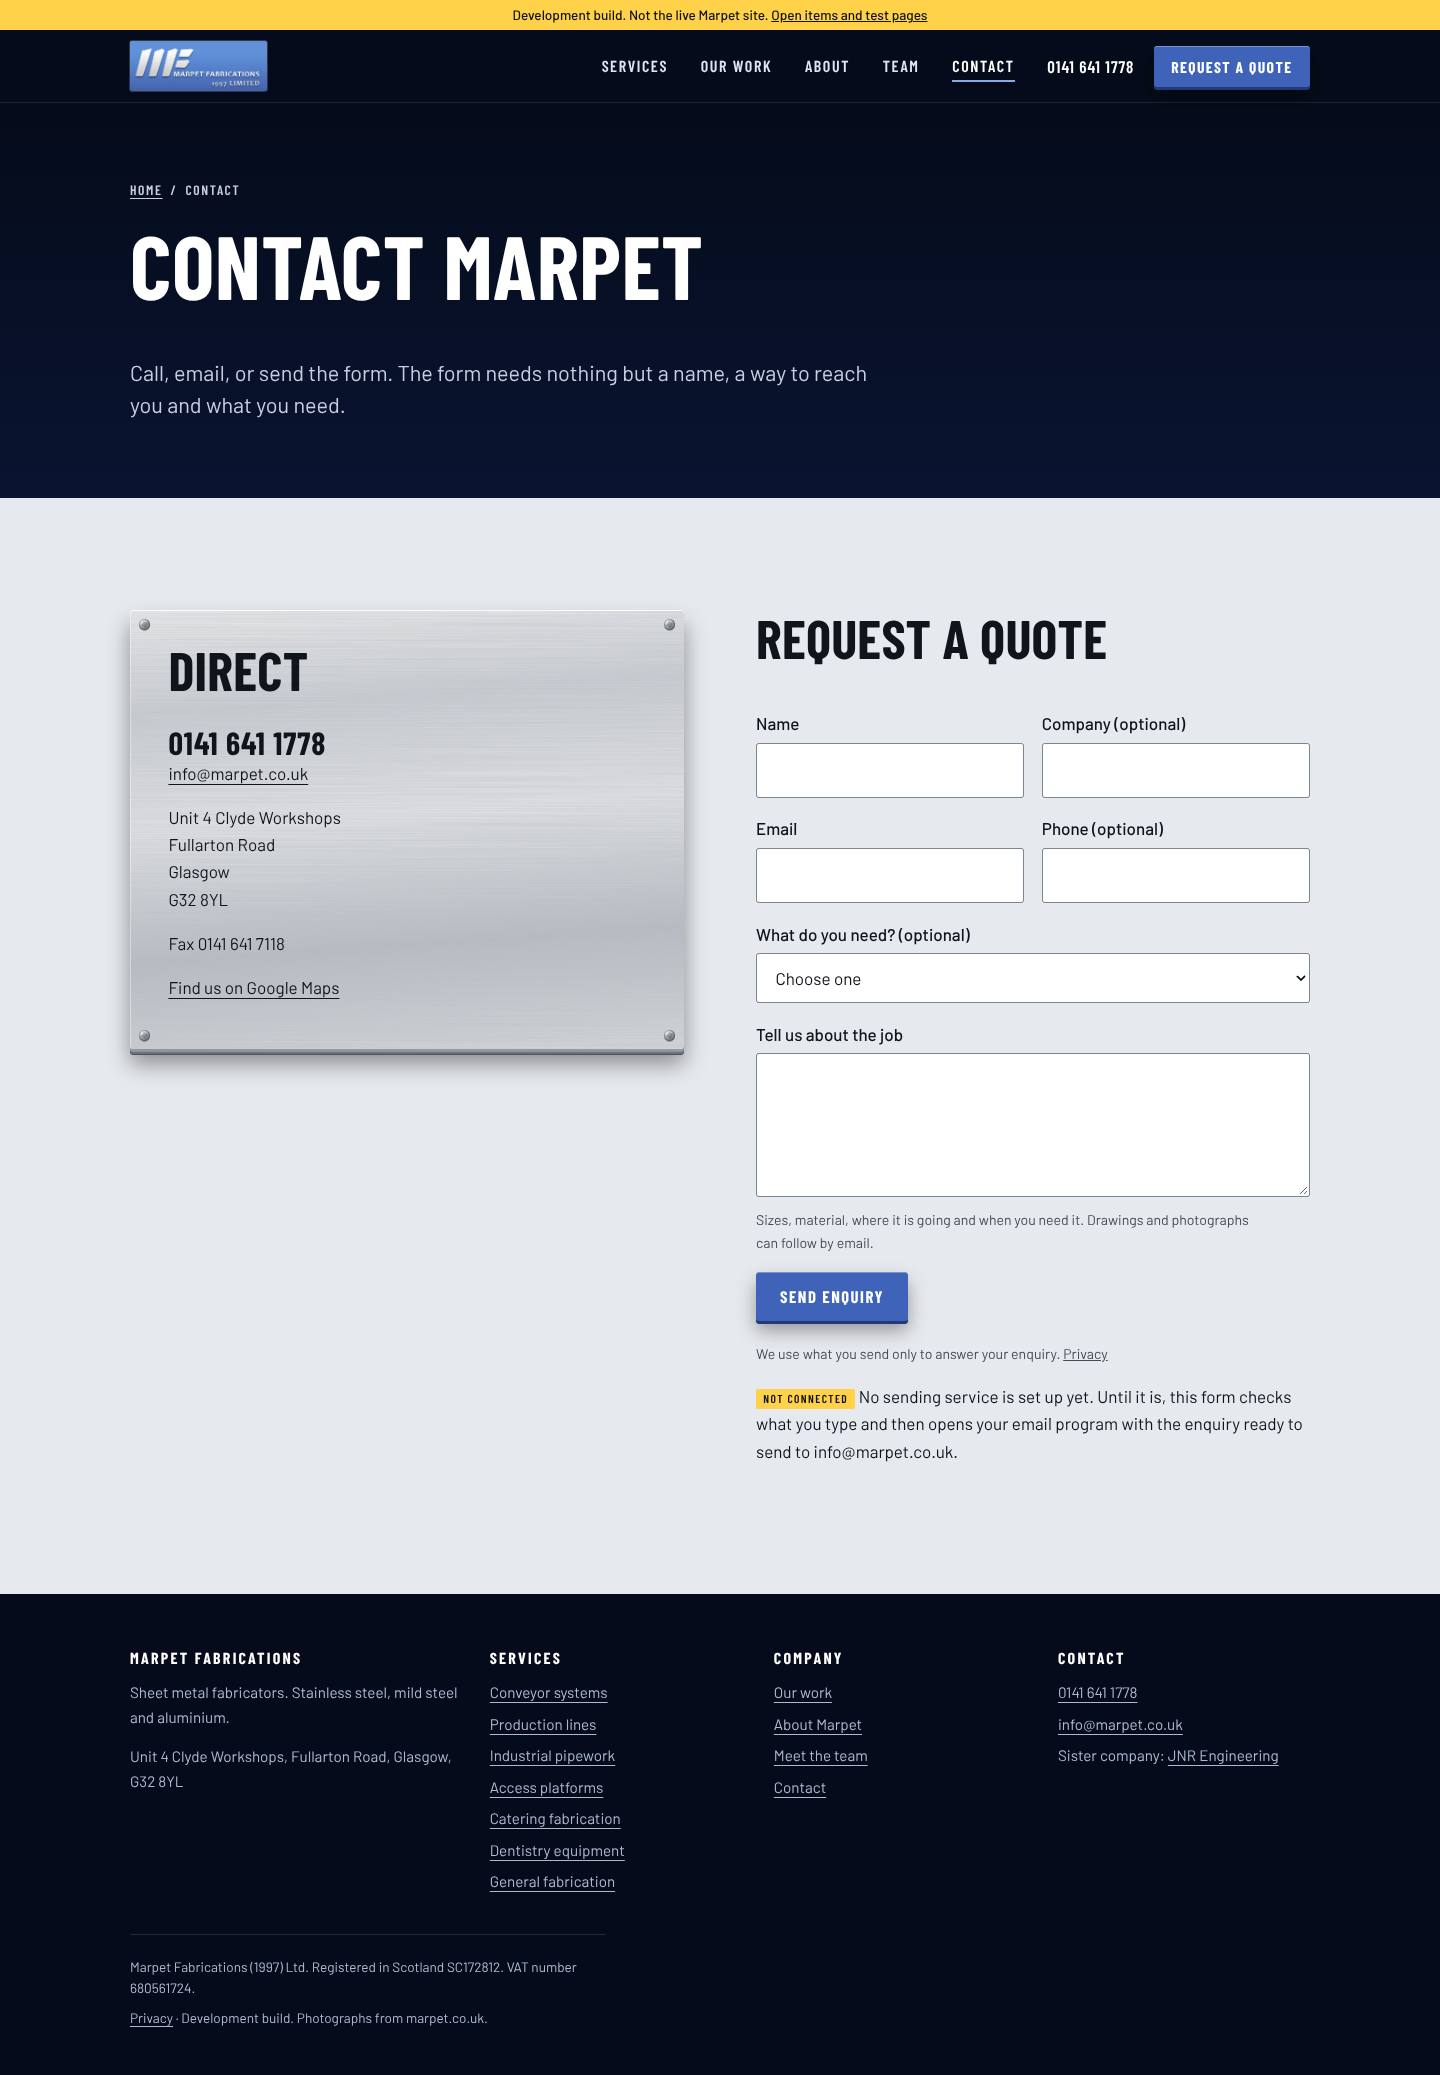 Development build. Not the live Marpet site. Open items and test pages
MF MARPET FABRICATIONS
1997 LIMITED
SERVICES
OUR WORK
ABOUT
TEAM
CONTACT
0141 641 1778
REQUEST A QUOTE
HOME / CONTACT
CONTACT MARPET
Call, email, or send the form. The form needs nothing but a name, a way to reach
you and what you need.
DIRECT
0141 641 1778
info@marpet.co.uk
Unit 4 Clyde Workshops
Fullarton Road
Glasgow
G32 8YL
Fax 0141 641 7118
Find us on Google Maps
REQUEST A QUOTE
Name
Company (optional)
Email
Phone (optional)
What do you need? (optional)
Choose one
Tell us about the job
Sizes, material, where it is going and when you need it. Drawings and photographs
can follow by email.
SEND ENQUIRY
We use what you send only to answer your enquiry. Privacy
NOT CONNECTED No sending service is set up yet. Until it is, this form checks
what you type and then opens your email program with the enquiry ready to
send to info@marpet.co.uk.
MARPET FABRICATIONS
Sheet metal fabricators. Stainless steel, mild steel
and aluminium.
Unit 4 Clyde Workshops, Fullarton Road, Glasgow,
G32 8YL
SERVICES
Conveyor systems
Production lines
Industrial pipework
Access platforms
Catering fabrication
Dentistry equipment
General fabrication
COMPANY
Our work
About Marpet
Meet the team
Contact
CONTACT
0141 641 1778
info@marpet.co.uk
Sister company: JNR Engineering
Marpet Fabrications (1997) Ltd. Registered in Scotland SC172812. VAT number
680561724.
Privacy · Development build. Photographs from marpet.co.uk.